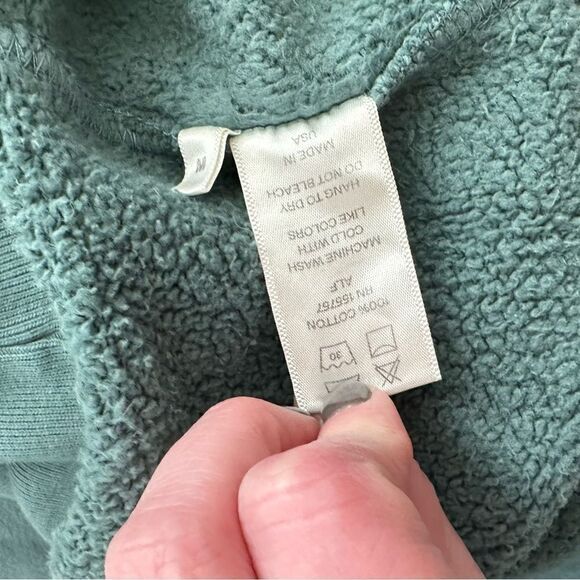 100% COTTON
RN 155757
ALF
MACHINE WASH
COLD WITH
LIKE COLORS
HANG TO DRY
DO NOT BLEACH
MADE IN
USA
M
30